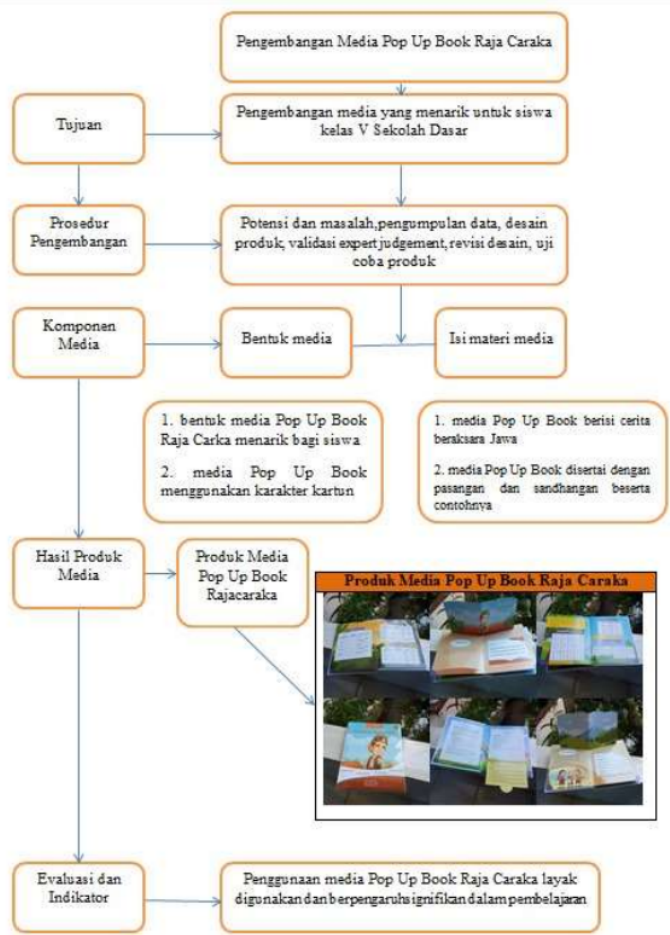 Pengembangan Media Pop Up Book Raja Caraka
Tujuan
Pengembangan media yang menarik untuk siswa
kelas V Sekolah Dasar
Prosedur
Pengembangan
Potensi dan masalah,pengumpulan data, desain
produk, validasi expert judgement, revisi desain, uji
coba produk
Komponen
Media
Bentuk media
Isi materi media
1. bentuk media Pop Up Book
Raja Carka menarik bagi siswa
2. media Pop Up Book
menggunakan karakter kartun
1. media Pop Up Book berisi cerita
beraksara Jawa
2. media Pop Up Book disertai dengan
pasangan dan sandhangan beserta
contohnya
Hasil Produk
Media
Produk Media
Pop Up Book
Rajacaraka
Produk Media Pop Up Book Raja Caraka
Evaluasi dan
Indikator
Penggunaan media Pop Up Book Raja Caraka layak
digunakan dan berpengaruh signifikan dalam pembelajaran